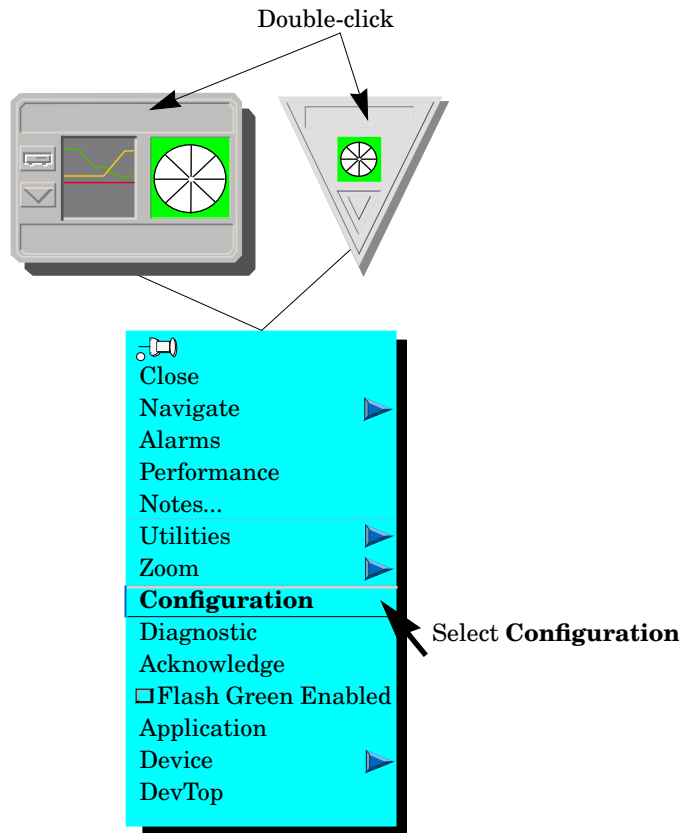 Double-click
Close
Navigate
Alarms
Performance
Notes...
Utilities
Zoom
Configuration
Select Configuration
Diagnostic
Acknowledge
Flash Green Enabled
Application
Device
DevTop